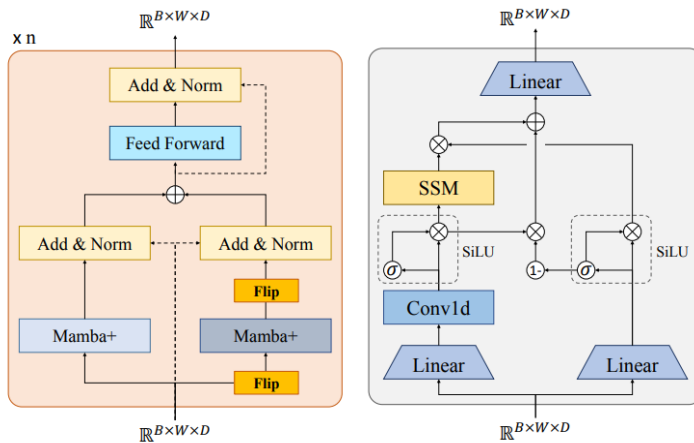 ℝ^{B×W×D}
x n
Add & Norm
Feed Forward
Add & Norm
Add & Norm
Flip
Mamba+
Mamba+
Flip
ℝ^{B×W×D}
ℝ^{B×W×D}
Linear
SSM
SiLU
SiLU
σ
1-
σ
Conv1d
Linear
Linear
ℝ^{B×W×D}